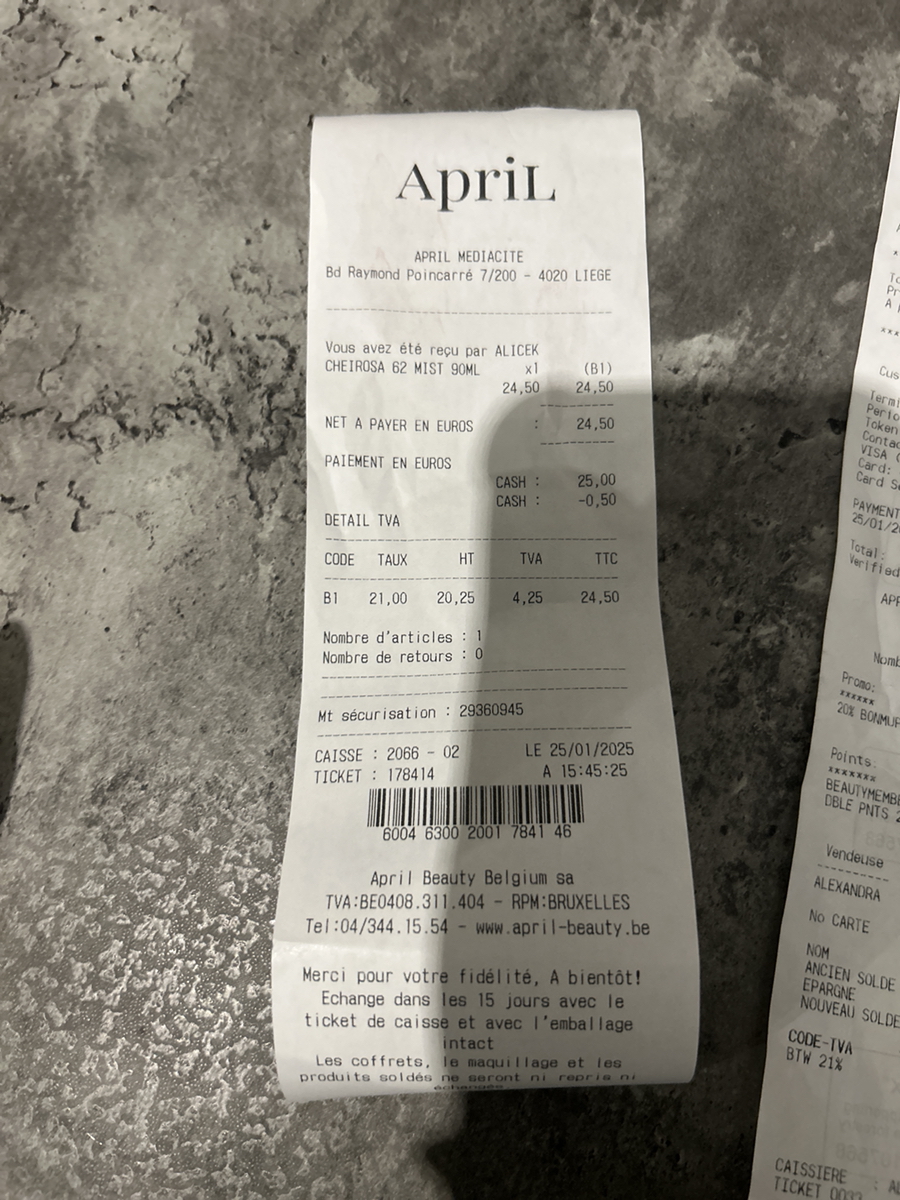 ApriL
APRIL MEDIACITE
Bd Raymond Poincarré 7/200 - 4020 LIEGE
Vous avez été reçu par ALICEK
CHEIROSA 62 MIST 90ML x1 (B1)
24,50 24,50
NET A PAYER EN EUROS : 24,50
PAIEMENT EN EUROS
CASH : 25,00
CASH : -0,50
DETAIL TVA
CODE TAUX HT TVA TTC
B1 21,00 20,25 4,25 24,50
Nombre d'articles : 1
Nombre de retours : 0
Mt sécurisation : 29360945
CAISSE : 2066 - 02 LE 25/01/2025
TICKET : 178414 A 15:45:25
6004 6300 2001 7841 46
April Beauty Belgium sa
TVA:BE0408.311.404 - RPM:BRUXELLES
Tel:04/344.15.54 - www.april-beauty.be
Merci pour votre fidélité, A bientôt!
Echange dans les 15 jours avec le
ticket de caisse et avec l'emballage
intact
Les coffrets, le maquillage et les
produits soldés ne seront ni repris ni
échangés
Card:
PAYMENT
Total:
Promo:
******
20%
Points
*******
DBLE PNTS
Vendeuse
ALEXANDRA
No CARTE
NOM
ANCIEN SOLDE
EPARGNE
NOUVEAU SOLDE
CODE-TVA
BTW 21%
CAISSIERE :
TICKET